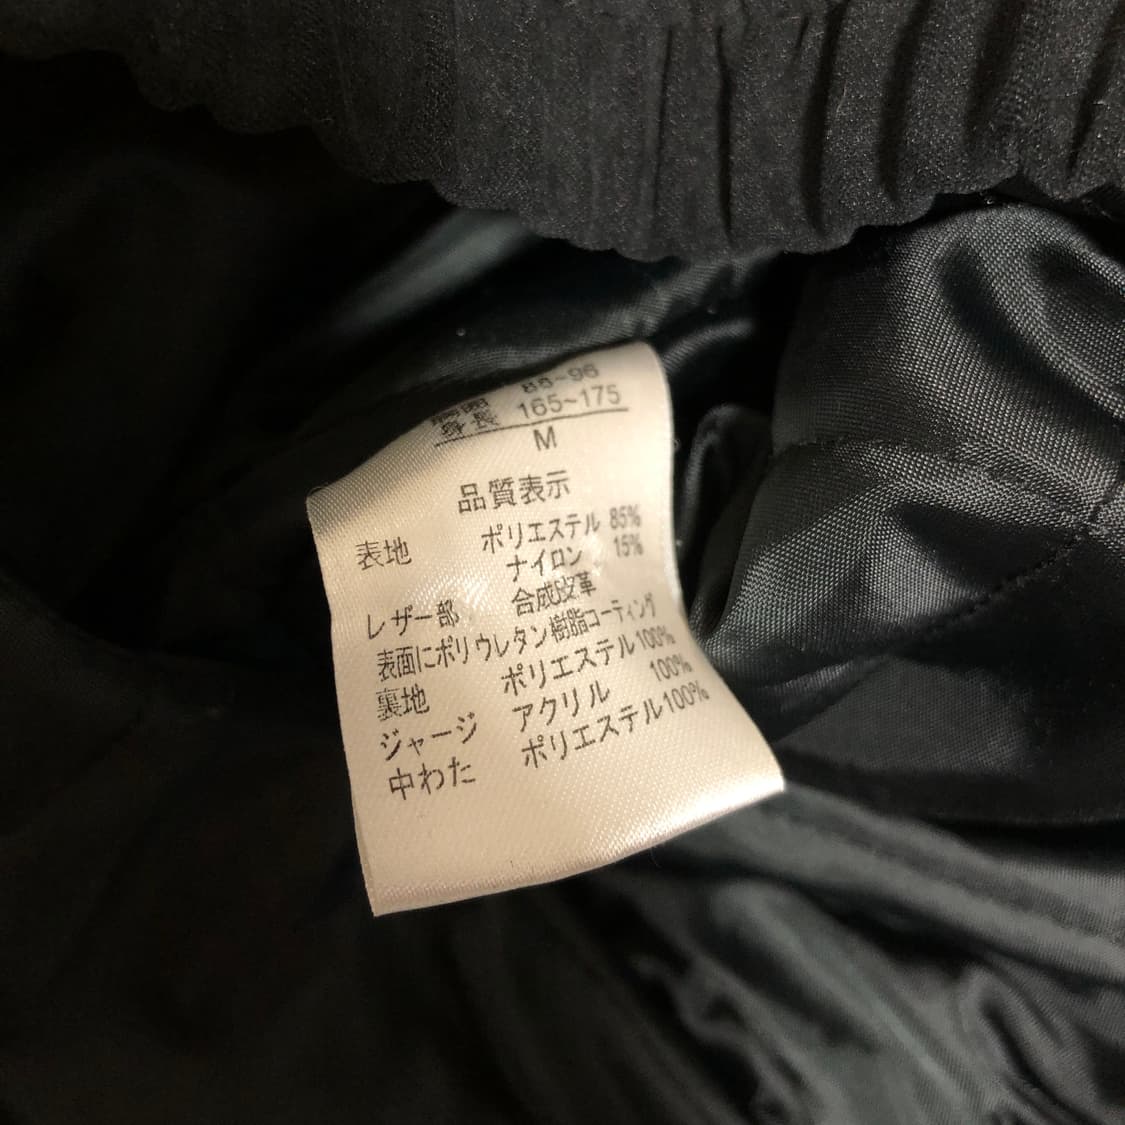 胸囲 88~96
身長 165~175
M
品質表示
表地 ポリエステル 85%
ナイロン 15%
レザー部 合成皮革
表面にポリウレタン樹脂コーティング
裏地 ポリエステル100%
ジャージ アクリル 100%
中わた ポリエステル100%